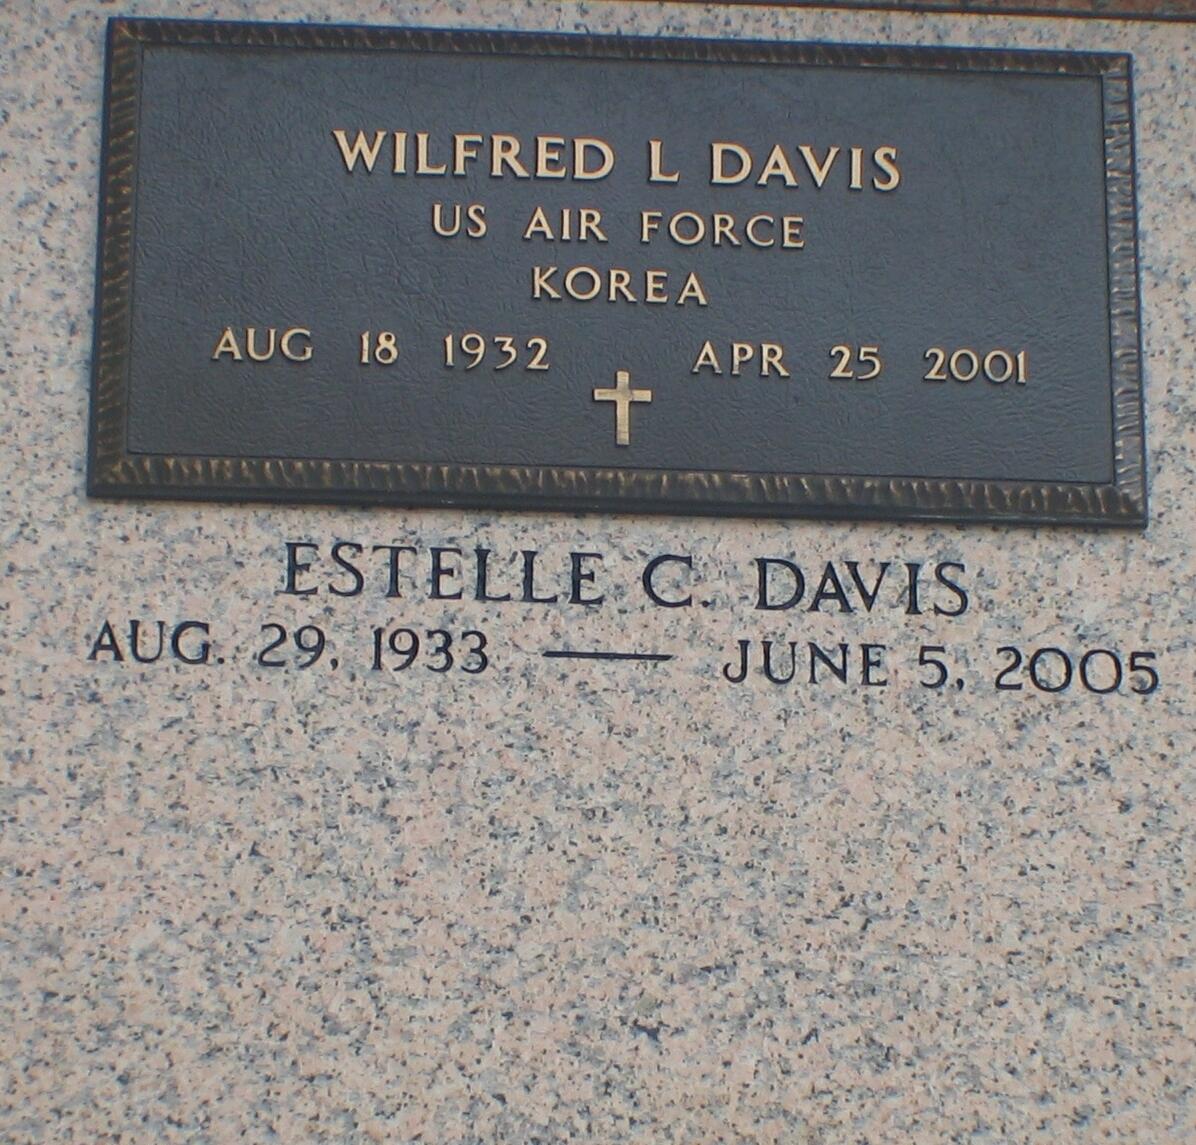 WILFRED L DAVIS
US AIR FORCE
KOREA
AUG 18 1932 APR 25 2001
ESTELLE C. DAVIS
AUG. 29, 1933 — JUNE 5, 2005